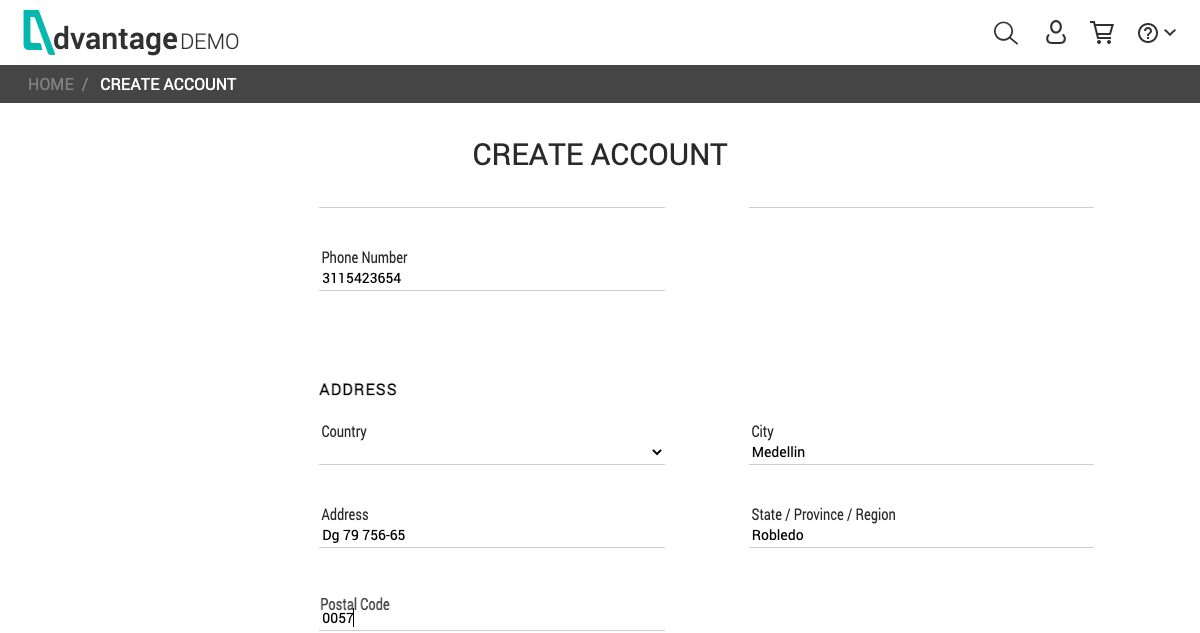 dvantage DEMO
HOME / CREATE ACCOUNT
CREATE ACCOUNT
Phone Number
3115423654
ADDRESS
Country
City
Medellin
Address
Dg 79 756-65
State / Province / Region
Robledo
Postal Code
0057